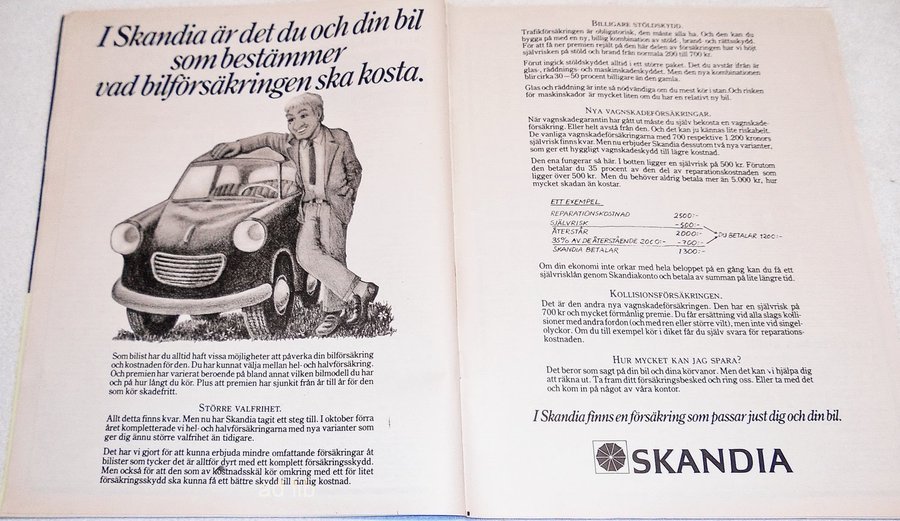 I Skandia är det du och din bil
som bestämmer
vad bilförsäkringen ska kosta.
Som bilist har du alltid haft vissa möjligheter att påverka din bilförsäkring
och kostnaden för den. Du har kunnat välja mellan hel- och halvförsäkring.
Och premien har varierat beroende på bland annat vilken bilmodell du har
och på hur långt du kör. Plus att premien har sjunkit från år till år för den
som kör skadefritt.
STÖRRE VALFRIHET.
Allt detta finns kvar. Men nu har Skandia tagit ett steg till. I oktober förra
året kompletterade vi hel- och halvförsäkringarna med nya varianter som
ger dig ännu större valfrihet än tidigare.
Det har vi gjort för att kunna erbjuda mindre omfattande försäkringar åt
bilister som tycker det är alltför dyrt med ett komplett försäkringsskydd.
Men också för att den som av kostnadsskäl kör omkring med ett för litet
försäkringsskydd ska kunna få ett bättre skydd till rimlig kostnad.
ad lib
BILLIGARE STÖLDSKYDD.
Trafikförsäkringen är obligatorisk, den måste alla ha. Och den kan du
bygga på med en ny, billig kombination av stöld-, brand- och rättsskydd.
För att få ner premien rejält på den här delen av försäkringen har vi höjt
självrisken på stöld och brand från normala 200 till 700 kr.
Förut ingick stöldskyddet alltid i ett större paket. Det du avstår ifrån är
glas-, räddnings- och maskinskadeskyddet. Men den nya kombinationen
blir cirka 30—50 procent billigare än den gamla.
Glas och räddning är inte så nödvändiga om du mest kör i stan. Och risken
för maskinskador är mycket liten om du har en relativt ny bil.
NYA VAGNSKADEFÖRSÄKRINGAR.
När vagnskadegarantin har gått ut måste du själv bekosta en vagnskade-
försäkring. Eller helt avstå från den. Och det kan ju kännas lite riskabelt.
De vanliga vagnskadeförsäkringarna med 700 respektive 1.200 kronors
självrisk finns kvar. Men nu erbjuder Skandia dessutom två nya varianter,
som ger ett hyggligt vagnskadeskydd till lägre kostnad.
Den ena fungerar så här. I botten ligger en självrisk på 500 kr. Förutom
den betalar du 35 procent av den del av reparationskostnaden som
ligger över 500 kr. Men du behöver aldrig betala mer än 5.000 kr, hur
mycket skadan än kostar.
ETT EXEMPEL
REPARATIONSKOSTNAD 2500:-
SJÄLVRISK -500:-
ÅTERSTÅR 2000:- DU BETALAR 1200:-
35% AV DE ÅTERSTÅENDE 2000:- -700:-
SKANDIA BETALAR 1300:-
Om din ekonomi inte orkar med hela beloppet på en gång kan du få ett
självrisklån genom Skandiakonto och betala av summan på lite längre tid.
KOLLISIONSFÖRSÄKRINGEN.
Det är den andra nya vagnskadeförsäkringen. Den har en självrisk på
700 kr och mycket förmånlig premie. Du får ersättning vid alla slags kolli-
sioner med andra fordon (och med ren eller större vilt), men inte vid singel-
olyckor. Om du till exempel kör i diket får du själv svara för reparations-
kostnaden.
HUR MYCKET KAN JAG SPARA?
Det beror som sagt på din bil och dina körvanor. Men det kan vi hjälpa dig
att räkna ut. Ta fram ditt försäkringsbesked och ring oss. Eller ta med det
och kom in på något av våra kontor.
I Skandia finns en försäkring som passar just dig och din bil.
SKANDIA